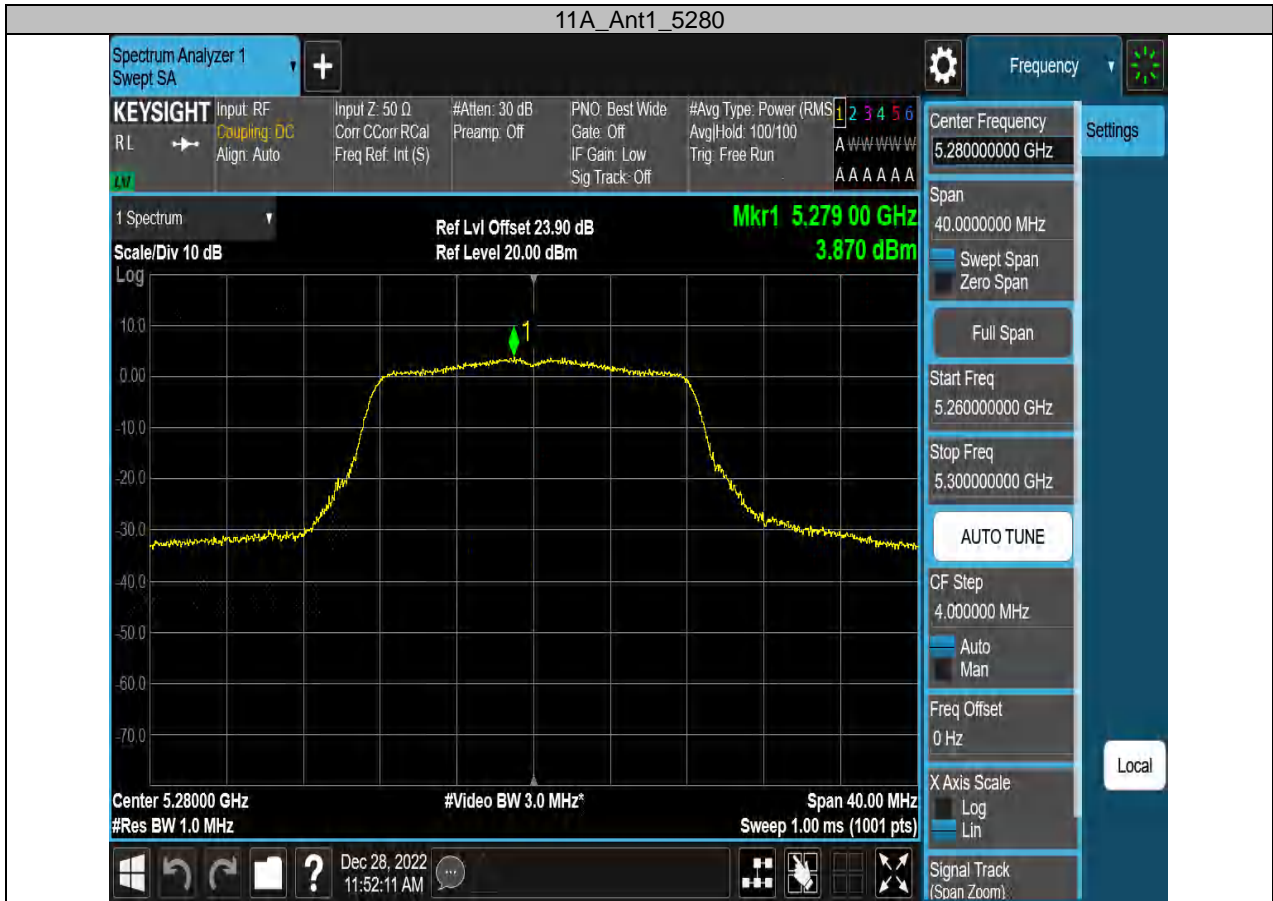 11A_Ant1_5280
Spectrum Analyzer 1
Swept SA
Frequency
KEYSIGHT
Input: RF
Coupling: DC
Align: Auto
Input Z: 50 Ω
Corr CCorr RCal
Freq Ref: Int (S)
#Atten: 30 dB
Preamp: Off
PNO: Best Wide
Gate: Off
IF Gain: Low
Sig Track: Off
#Avg Type: Power (RMS
Avg|Hold: 100/100
Trig: Free Run
1 2 3 4 5 6
A W W W W W
A A A A A A
R L
1 Spectrum
Scale/Div 10 dB
Ref Lvl Offset 23.90 dB
Ref Level 20.00 dBm
Mkr1 5.279 00 GHz
3.870 dBm
Log
10.0
0.00
-10.0
-20.0
-30.0
-40.0
-50.0
-60.0
-70.0
1
Center 5.28000 GHz
#Res BW 1.0 MHz
#Video BW 3.0 MHz*
Span 40.00 MHz
Sweep 1.00 ms (1001 pts)
Center Frequency
5.280000000 GHz
Settings
Span
40.0000000 MHz
Swept Span
Zero Span
Full Span
Start Freq
5.260000000 GHz
Stop Freq
5.300000000 GHz
AUTO TUNE
CF Step
4.000000 MHz
Auto
Man
Freq Offset
0 Hz
X Axis Scale
Log
Lin
Local
Signal Track
(Span Zoom)
?
Dec 28, 2022
11:52:11 AM